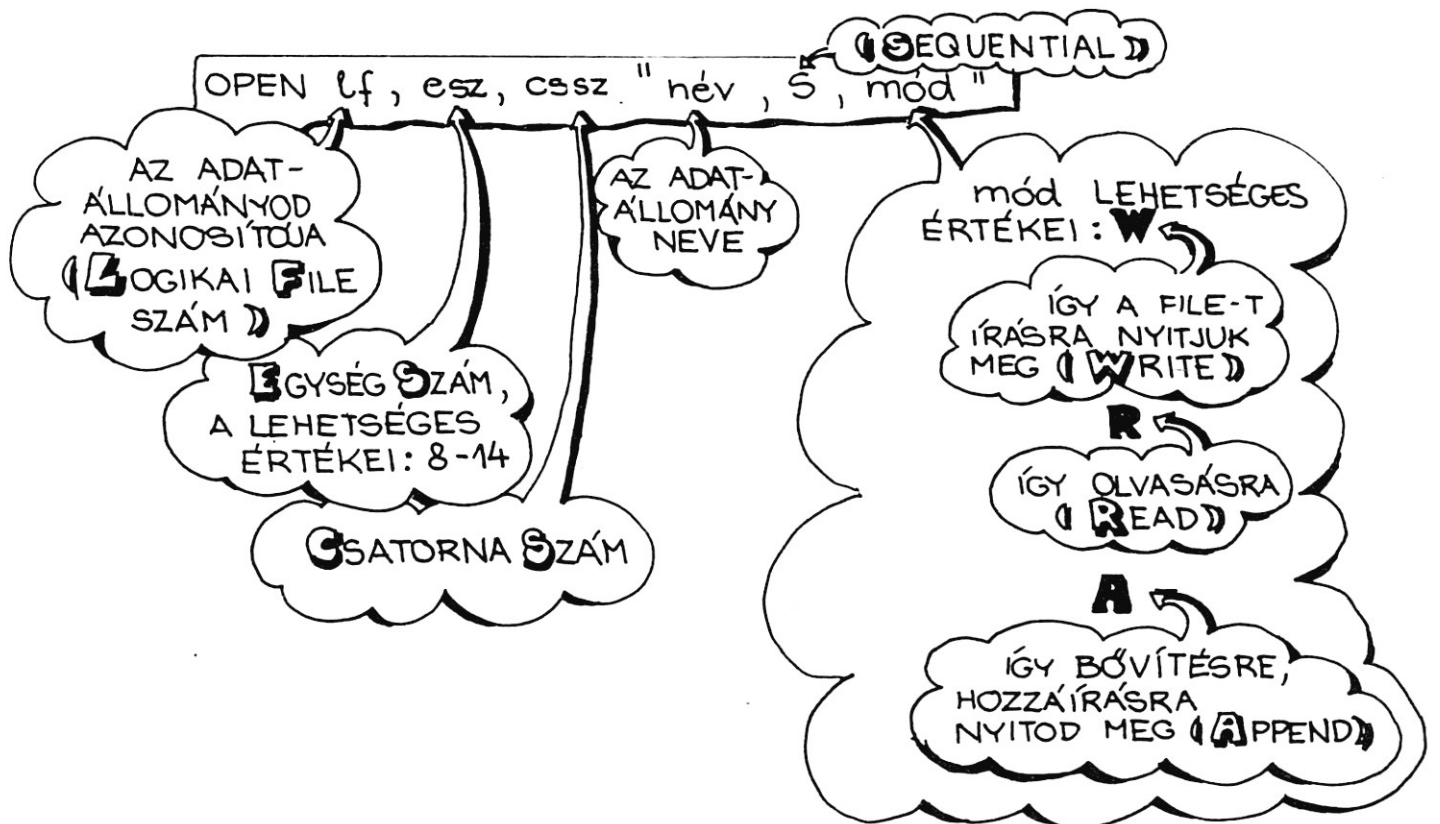 (SEQUENTIAL)
OPEN lf, esz, cssz "név, S, mód"
AZ ADAT-
ÁLLOMÁNYOD
AZONOSÍTÓJA
(LOGIKAI FILE
SZÁM)
EGYSÉG SZÁM,
A LEHETSÉGES
ÉRTÉKEI: 8-14
CSATORNA SZÁM
AZ ADAT-
ÁLLOMÁNY
NEVE
mód LEHETSÉGES
ÉRTÉKEI: W
ÍGY A FILE-T
ÍRÁSRA NYITJUK
MEG (WRITE)
R
ÍGY OLVASÁSRA
(READ)
A
ÍGY BŐVÍTÉSRE,
HOZZÁÍRÁSRA
NYITOD MEG (APPEND)